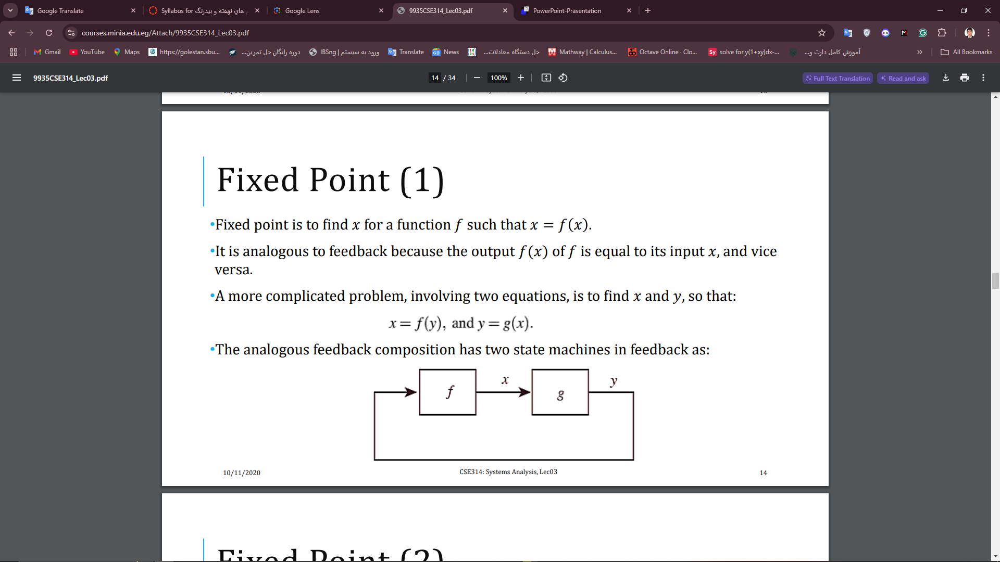 Google Translate
Syllabus for هاي نهفته و بيدرنگ
Google Lens
9935CSE314_Lec03.pdf
PowerPoint-Präsentation
courses.minia.edu.eg/Attach/9935CSE314_Lec03.pdf
Gmail
YouTube
Maps
https://golestan.sbu...
دوره رایگان حل تمرین...
IBSng | ورود به سیستم
Translate
News
حل دستگاه معادلات...
Mathway | Calculus...
Octave Online · Clo...
solve for y(1+xy)dx-...
آموزش کامل دارت و...
All Bookmarks
9935CSE314_Lec03.pdf
14 / 34
100%
Full Text Translation
Read and ask
Fixed Point (1)
•Fixed point is to find x for a function f such that x = f(x).
•It is analogous to feedback because the output f(x) of f is equal to its input x, and vice
versa.
•A more complicated problem, involving two equations, is to find x and y, so that:
x = f(y), and y = g(x).
•The analogous feedback composition has two state machines in feedback as:
f
x
g
y
10/11/2020
CSE314: Systems Analysis, Lec03
14
Fixed Point (2)